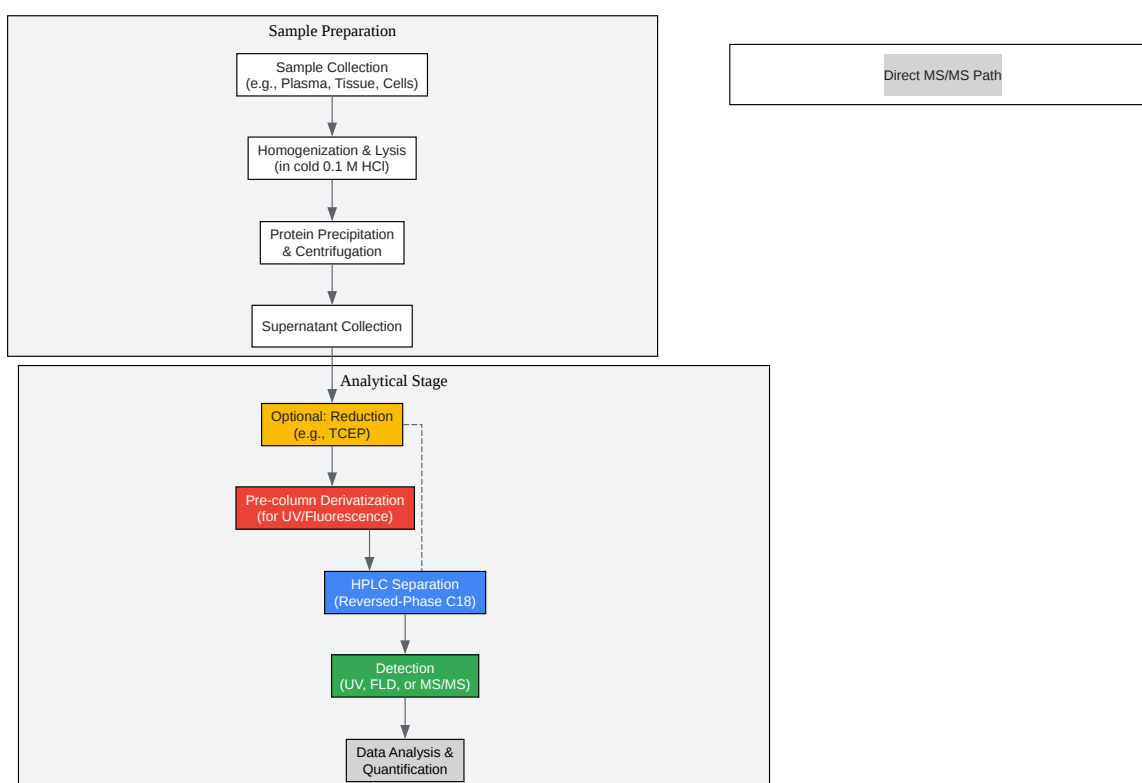 Sample Preparation
Sample Collection
(e.g., Plasma, Tissue, Cells)
Homogenization & Lysis
(in cold 0.1 M HCl)
Protein Precipitation
& Centrifugation
Supernatant Collection
Direct MS/MS Path
Analytical Stage
Optional: Reduction
(e.g., TCEP)
Pre-column Derivatization
(for UV/Fluorescence)
HPLC Separation
(Reversed-Phase C18)
Detection
(UV, FLD, or MS/MS)
Data Analysis &
Quantification